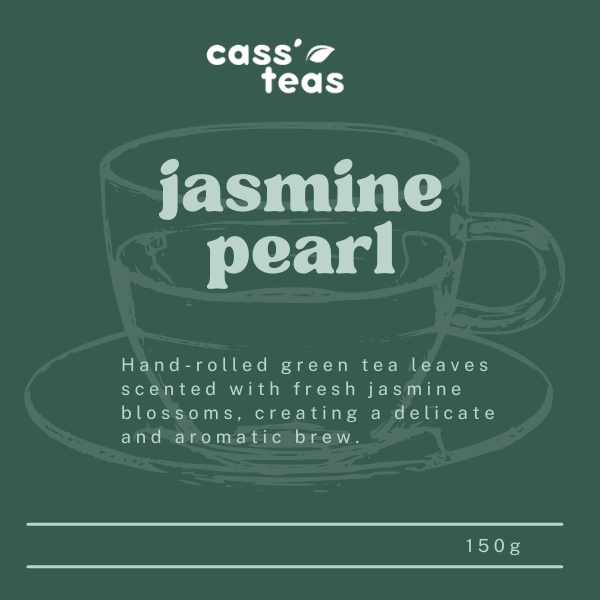 cass'
teas
jasmine
pearl
Hand-rolled green tea leaves
scented with fresh jasmine
blossoms, creating a delicate
and aromatic brew.
150g